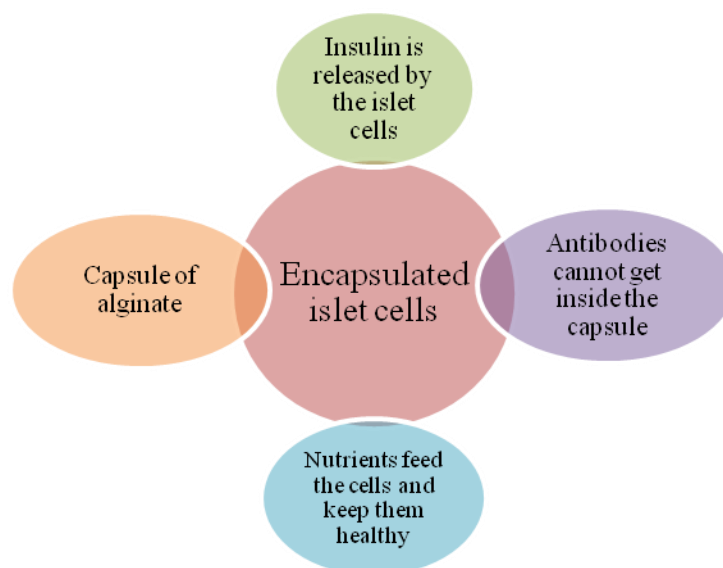 Insulin is
released by
the islet
cells
Capsule of
alginate
Encapsulated
islet cells
Antibodies
cannot get
inside the
capsule
Nutrients feed
the cells and
keep them
healthy